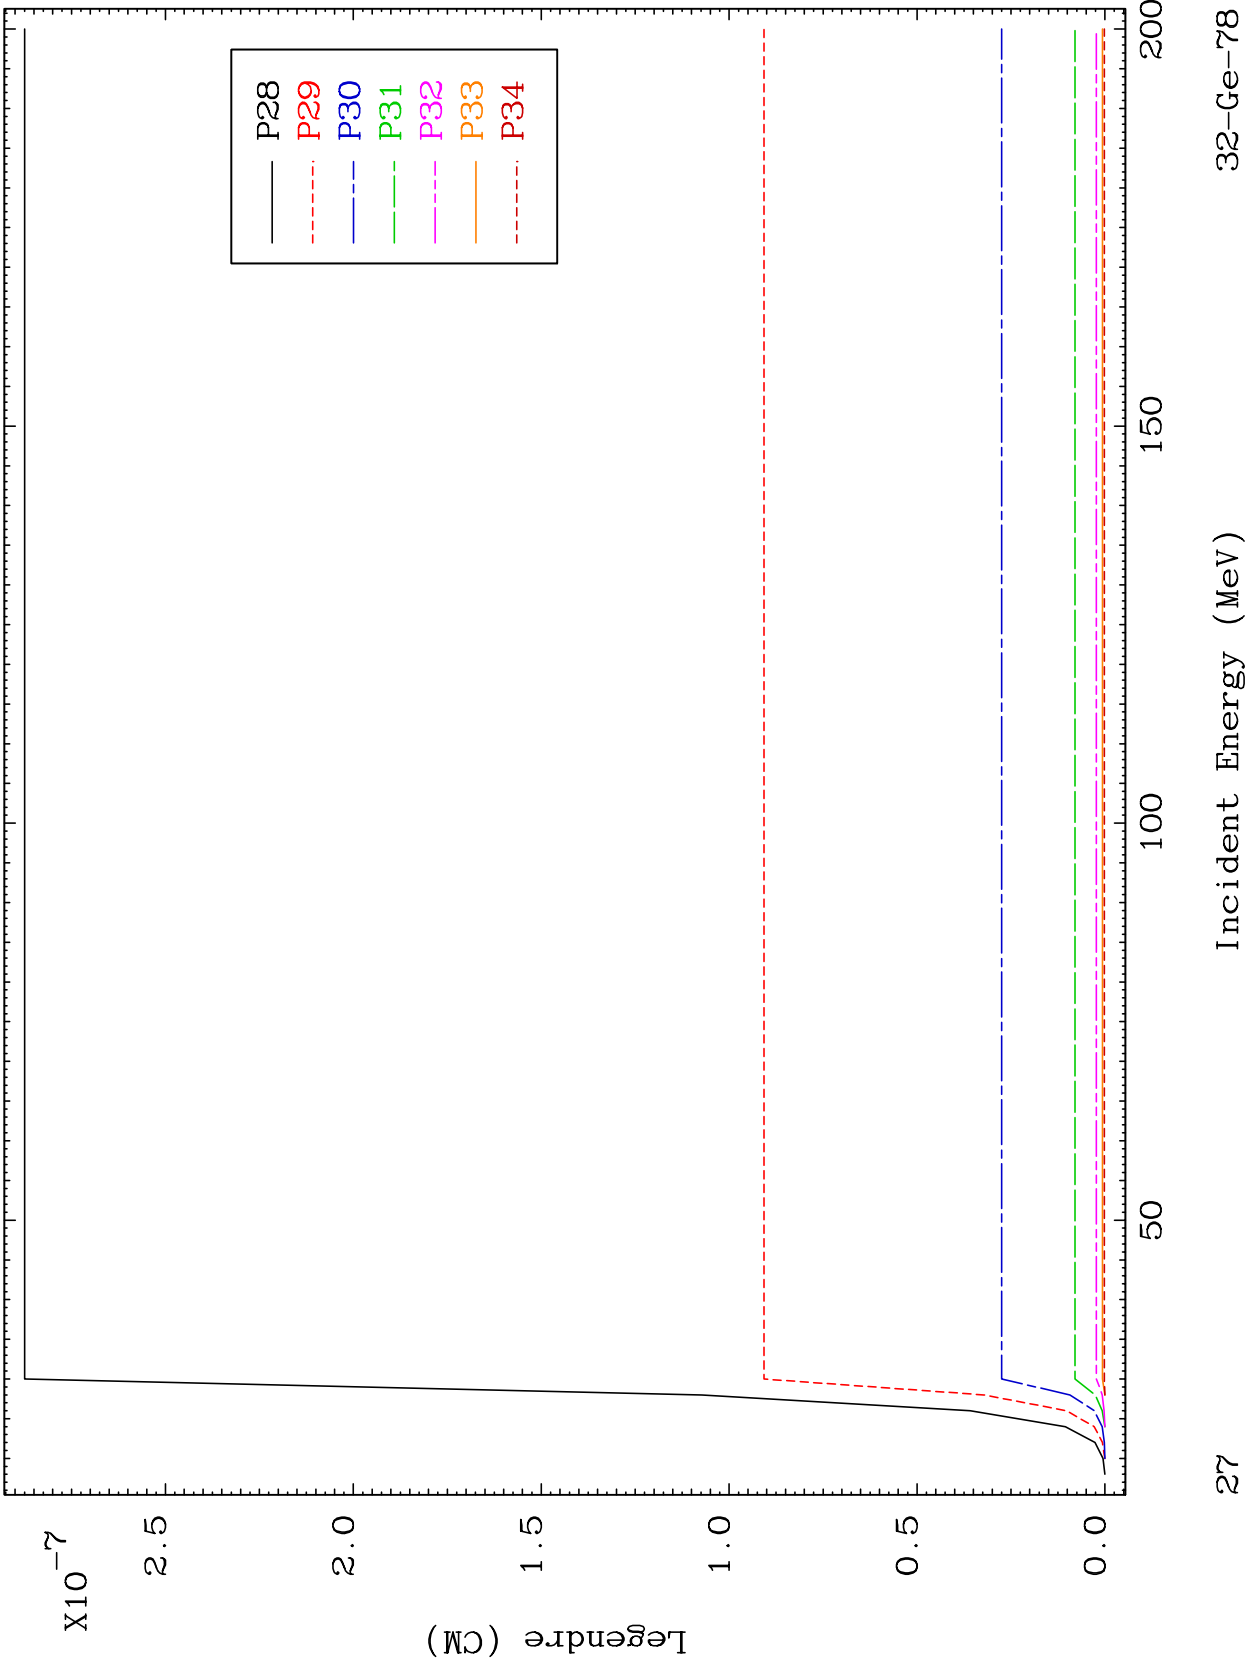 X10-7
2.5
2.0
1.5
1.0
0.5
0.0
Legendre (CM)
P28
P29
P30
P31
P32
P33
P34
50
100
150
200
Incident Energy (MeV)
27
32-Ge-78